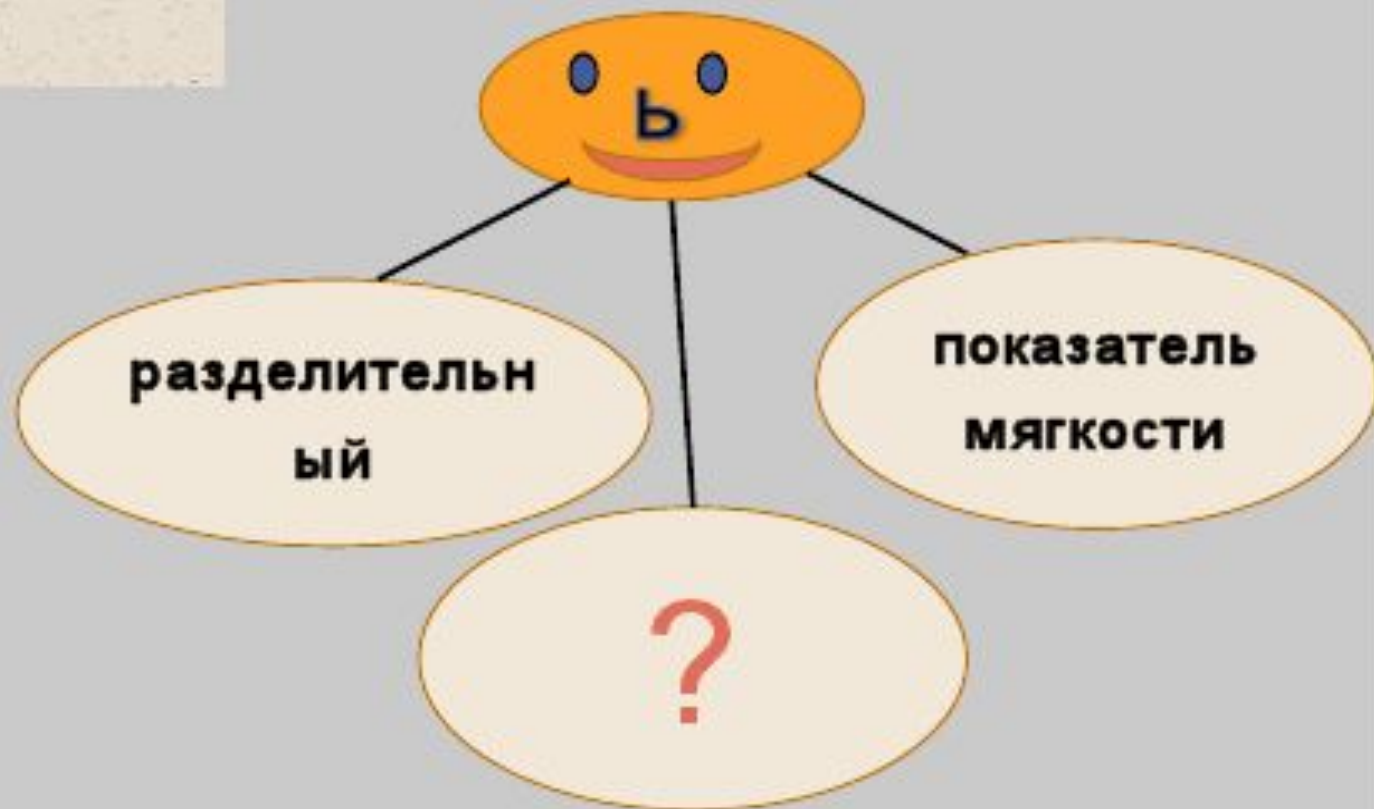 ь
разделительн
ый
показатель
мягкости
?